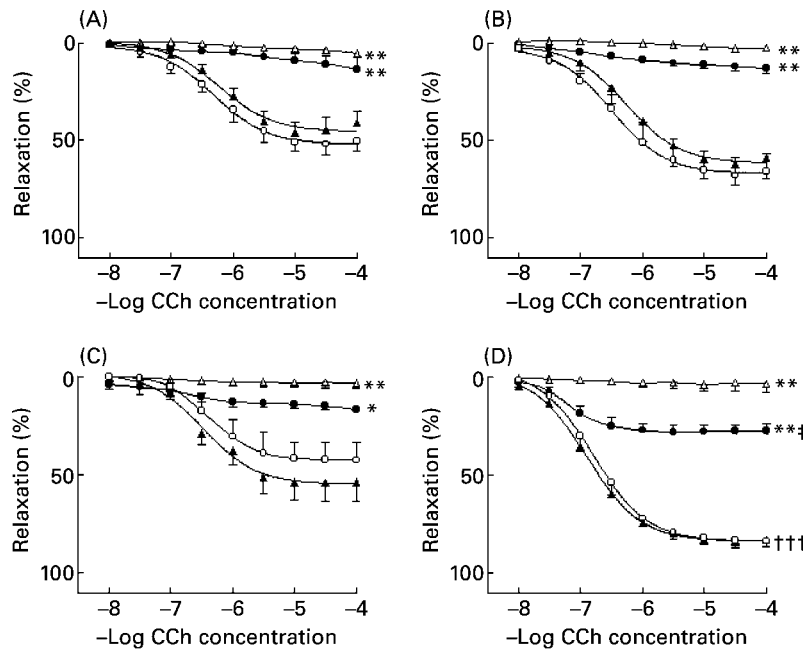 (A)
(B)
0
**
**
50
100
Relaxation (%)
–8 –7 –6 –5 –4
–Log CCh concentration
0
**
**
50
100
Relaxation (%)
–8 –7 –6 –5 –4
–Log CCh concentration
(C)
(D)
0
**
*
50
100
Relaxation (%)
–8 –7 –6 –5 –4
–Log CCh concentration
0
**
**‡
†††
50
100
Relaxation (%)
–8 –7 –6 –5 –4
–Log CCh concentration